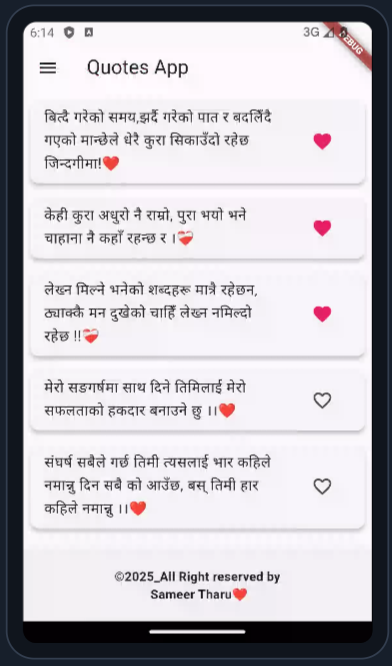 6:14
3G
DEBUG
Quotes App
बित्दै गरेको समय,झर्दै गरेको पात र बदलिँदै
गएको मान्छेले धेरै कुरा सिकाउँदो रहेछ
जिन्दगीमा!❤️
केही कुरा अधुरो नै राम्रो, पुरा भयो भने
चाहाना नै कहाँ रहन्छ र ।❤️‍🩹
लेख्न मिल्ने भनेको शब्दहरू मात्रै रहेछन,
ठ्याक्कै मन दुखेको चाहिँ लेख्न नमिल्दो
रहेछ !!❤️‍🩹
मेरो सङगर्षमा साथ दिने तिमिलाई मेरो
सफलताको हकदार बनाउने छु ।।❤️
संघर्ष सबैले गर्छ तिमी त्यसलाई भार कहिले
नमान्नु दिन सबै को आउँछ, बस् तिमी हार
कहिले नमान्नु ।।❤️
©2025_All Right reserved by
Sameer Tharu❤️